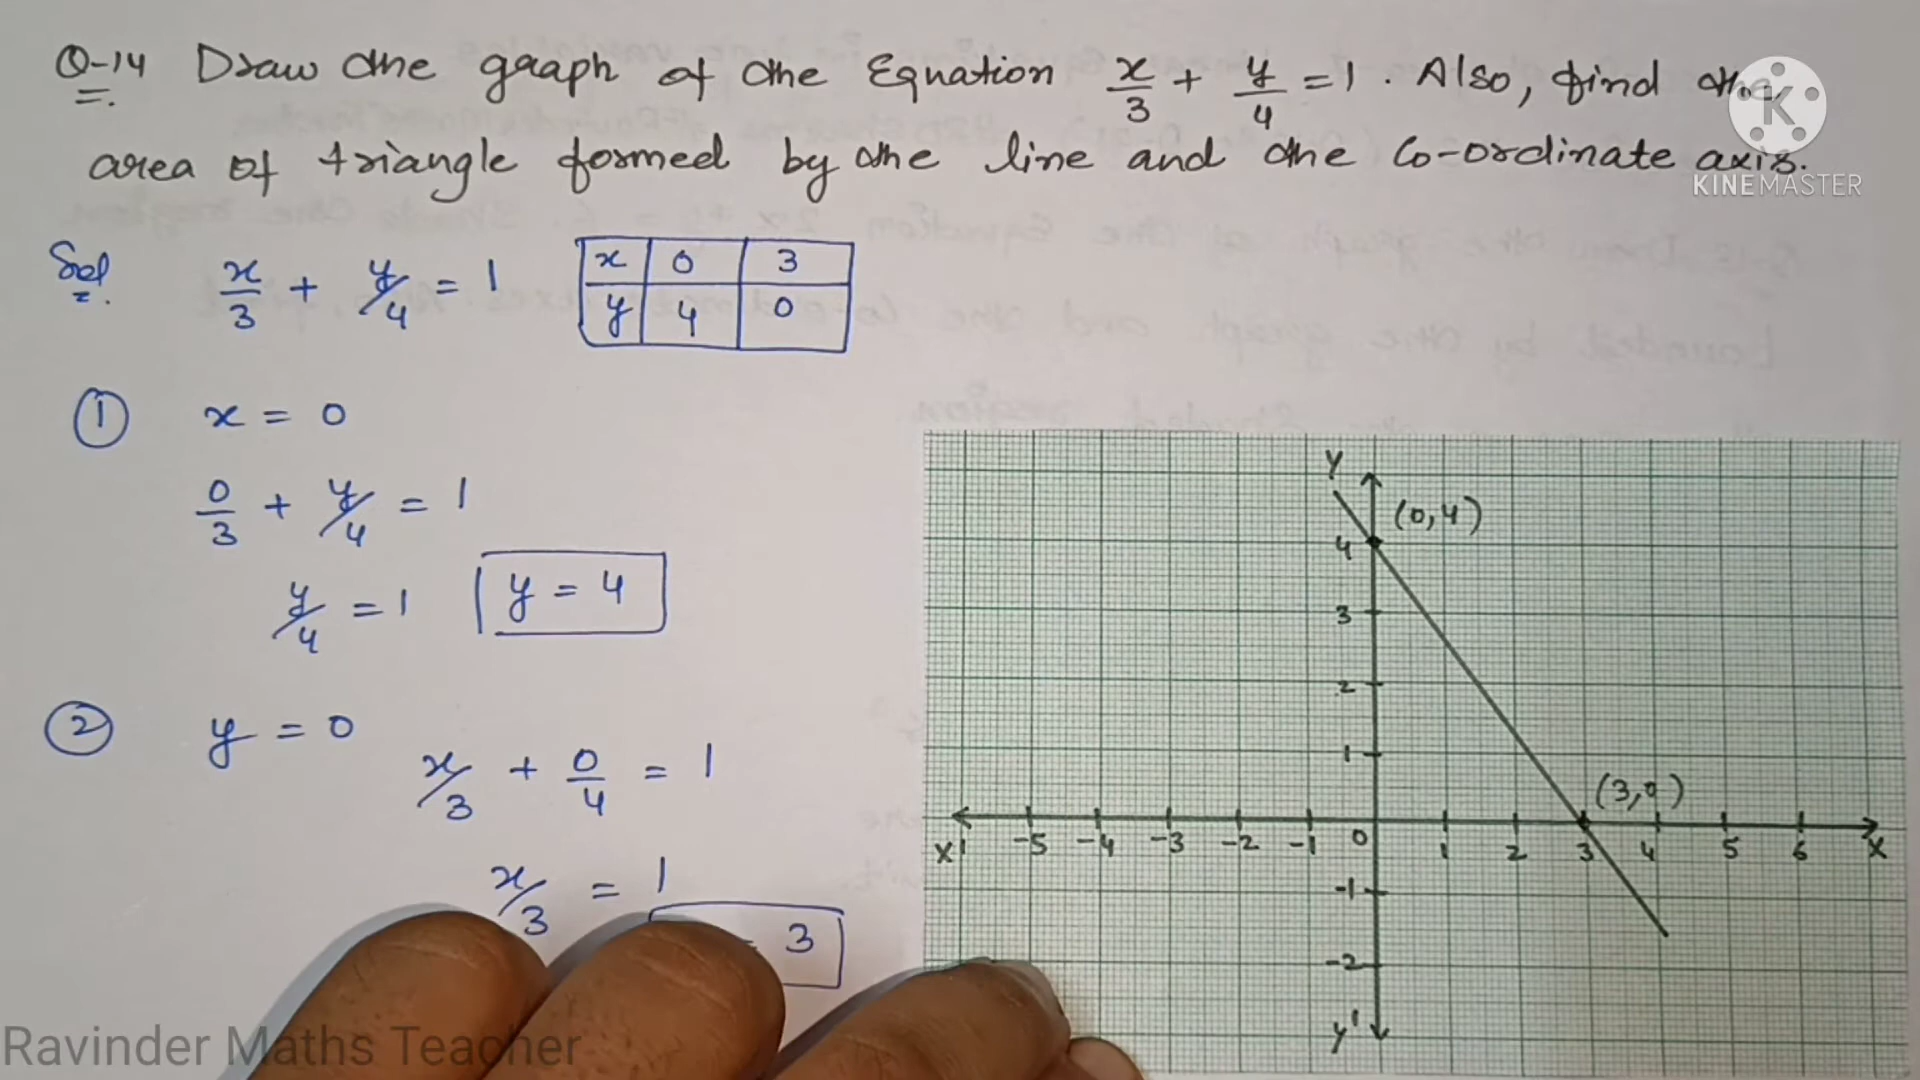 Q-14 Draw the graph of the Equation x/3 + y/4 = 1. Also, find the
area of triangle formed by the line and the Co-ordinate axis.
KINEMASTER
Sol x/3 + y/4 = 1
x 0 3
y 4 0
1 x = 0
0/3 + y/4 = 1
y/4 = 1 y = 4
2 y = 0
x/3 + 0/4 = 1
x/3 = 1
3
Y
(0,4)
4
3
2
1
(3,0)
X' -5 -4 -3 -2 -1 0 1 2 3 4 5 6 X
-1
-2
Y'
Ravinder Maths Teacher